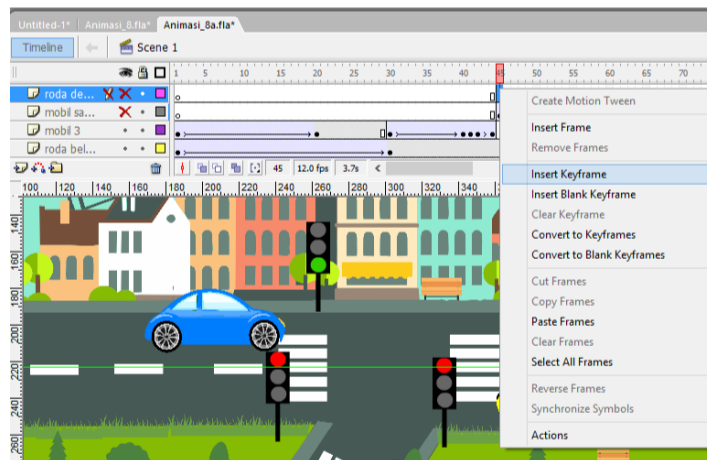 Untitled-1* Animasi_8.fla* Animasi_8a.fla*
Timeline Scene 1
1 5 10 15 20 25 30 35 40 45 50 55 60 65 70
roda de...
mobil sa...
mobil 3
roda bel...
45 12.0 fps 3.7s
100 120 140 160 180 200 220 240 260 280 300 320 340
140
160
180
200
220
240
260
Create Motion Tween
Insert Frame
Remove Frames
Insert Keyframe
Insert Blank Keyframe
Clear Keyframe
Convert to Keyframes
Convert to Blank Keyframes
Cut Frames
Copy Frames
Paste Frames
Clear Frames
Select All Frames
Reverse Frames
Synchronize Symbols
Actions